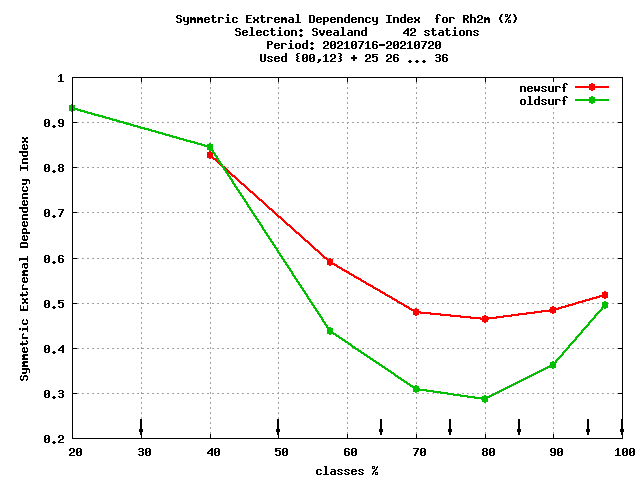 Symmetric Extremal Dependency Index  for Rh2m (%)
Selection: Svealand     42 stations
Period: 20210716-20210720
Used {00,12} + 25 26 ... 36
newsurf
oldsurf
Symmetric Extremal Dependency Index
1
0.9
0.8
0.7
0.6
0.5
0.4
0.3
0.2
20 30 40 50 60 70 80 90 100
classes %